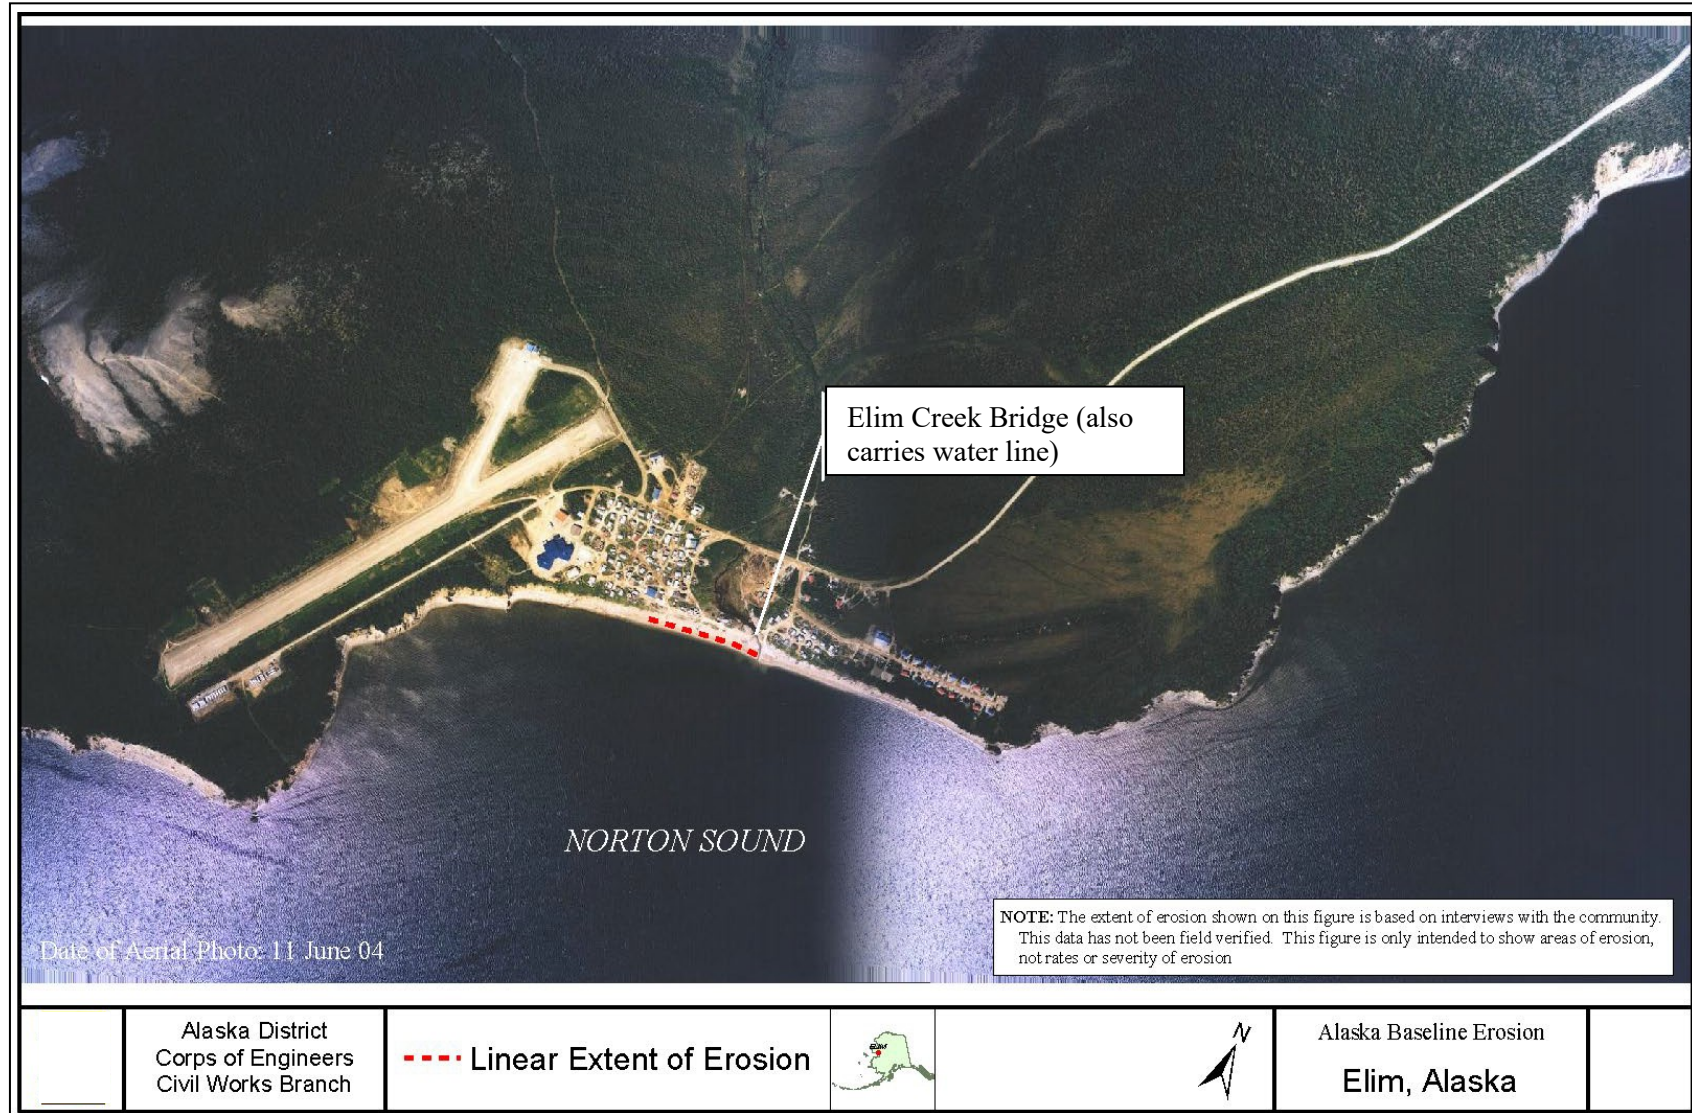 Elim Creek Bridge (also
carries water line)
NORTON SOUND
NOTE: The extent of erosion shown on this figure is based on interviews with the community.
This data has not been field verified. This figure is only intended to show areas of erosion,
not rates or severity of erosion
Date of Aerial Photo: 11 June 04
Alaska District
Corps of Engineers
Civil Works Branch
Linear Extent of Erosion
ELIM
N
Alaska Baseline Erosion
Elim, Alaska